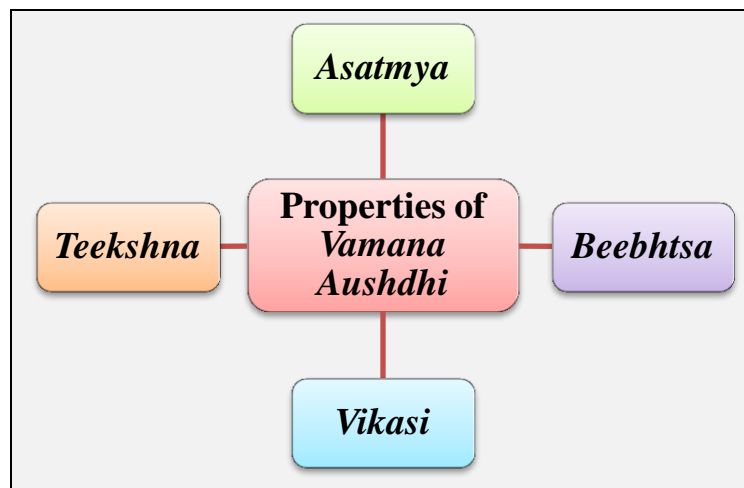 Asatmya
Teekshna
Properties of
Vamana
Aushdhi
Beebhtsa
Vikasi